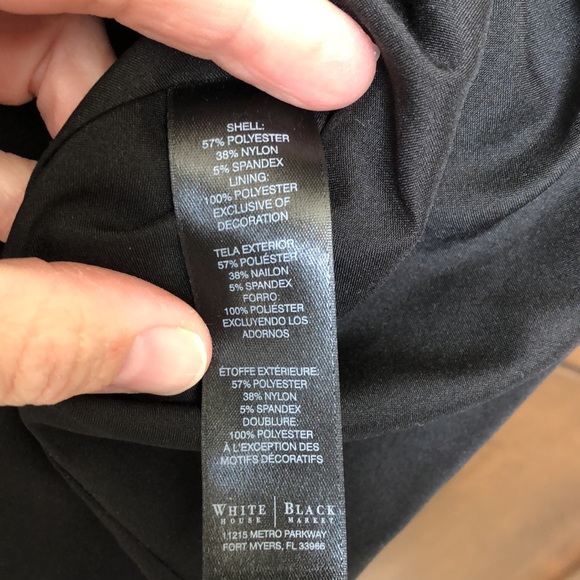 SHELL:
57% POLYESTER
38% NYLON
5% SPANDEX
LINING:
100% POLYESTER
EXCLUSIVE OF
DECORATION
TELA EXTERIOR
57% POLIÉSTER
38% NAILON
5% SPANDEX
FORRO:
100% POLIÉSTER
EXCLUYENDO LOS
ADORNOS
ÉTOFFE EXTÉRIEURE:
57% POLYESTER
38% NYLON
5% SPANDEX
DOUBLURE:
100% POLYESTER
À L'EXCEPTION DES
MOTIFS DÉCORATIFS
WHITE | BLACK
HOUSE | MARKET
11215 METRO PARKWAY
FORT MYERS, FL 33966